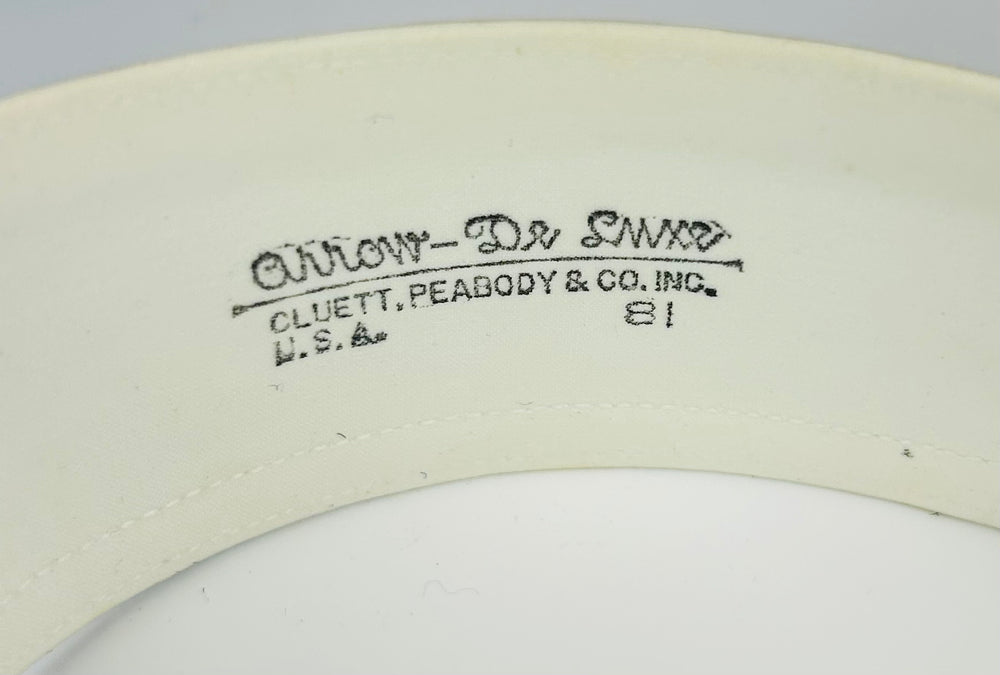 Arrow-De Luxe
CLUETT, PEABODY & CO. INC.
U.S.A. 81